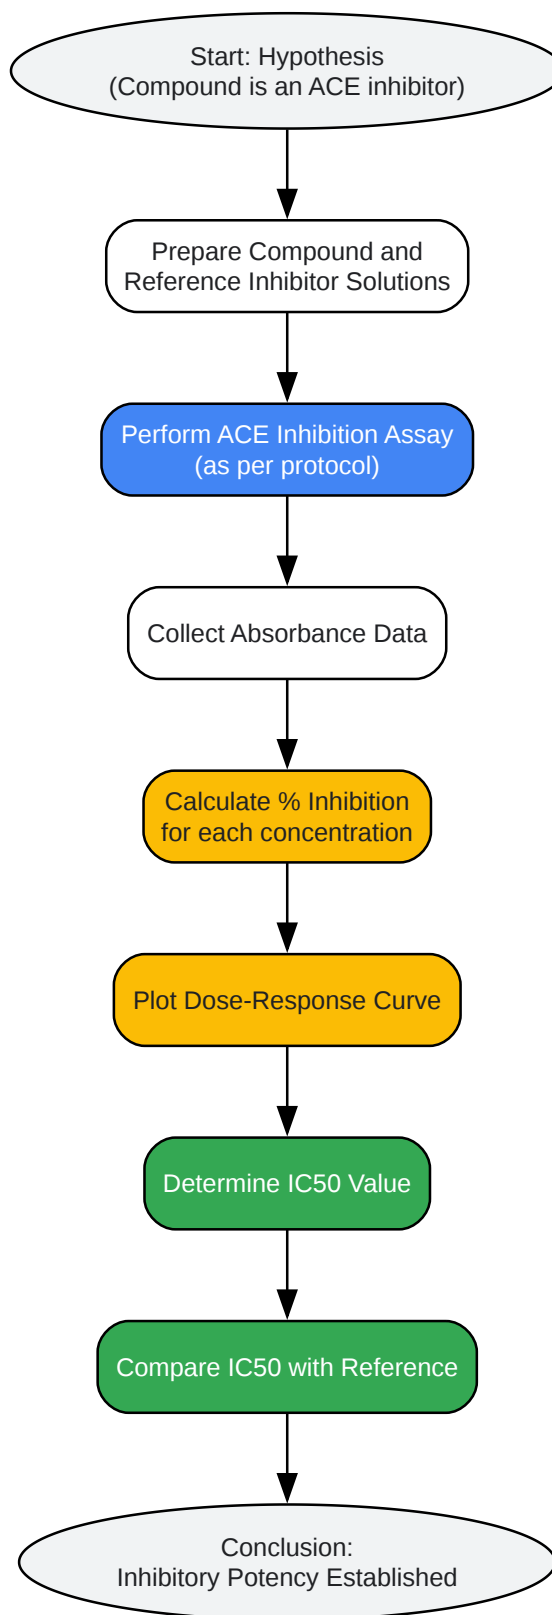 Start: Hypothesis
(Compound is an ACE inhibitor)
Prepare Compound and
Reference Inhibitor Solutions
Perform ACE Inhibition Assay
(as per protocol)
Collect Absorbance Data
Calculate % Inhibition
for each concentration
Plot Dose-Response Curve
Determine IC50 Value
Compare IC50 with Reference
Conclusion:
Inhibitory Potency Established